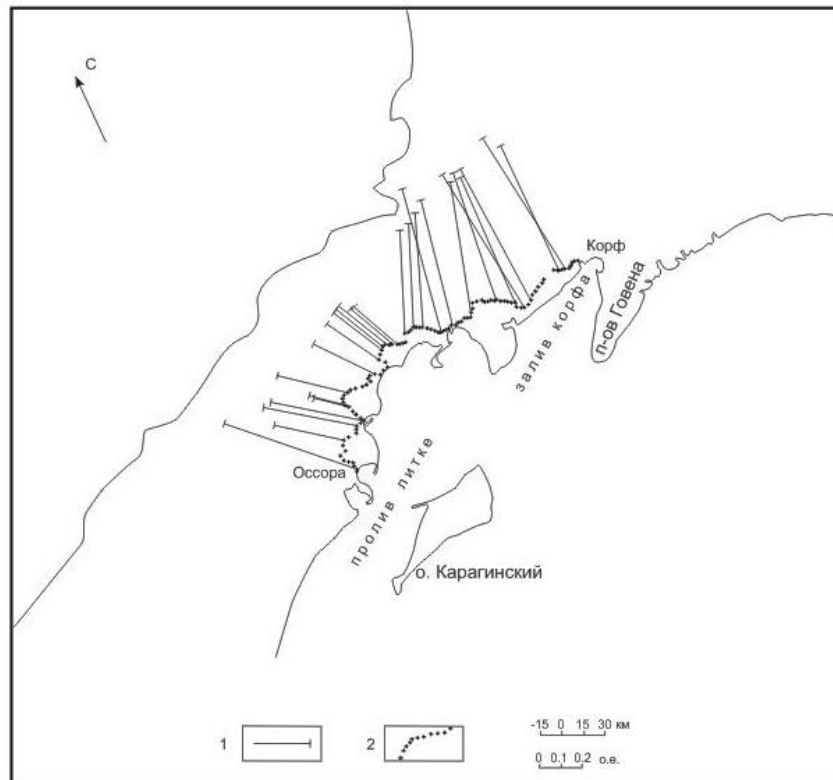 С
Корф
п-ов Говена
залив корфа
Оссора
пролив литке
о. Карагинский
1
2
-15 0 15 30 км
0 0.1 0.2 о.е.